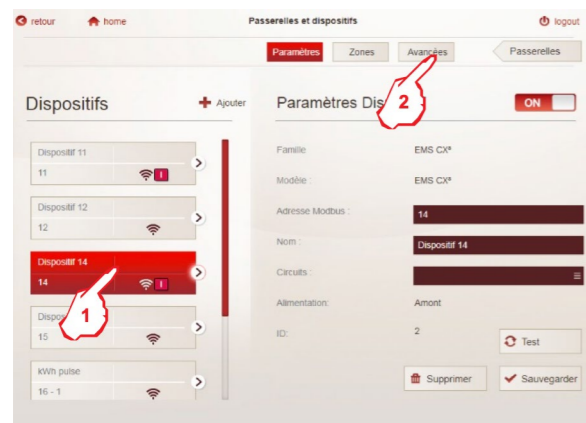 retour home Passerelles et dispositifs logout
Paramètres Zones Avancées Passerelles
Dispositifs Ajouter
Dispositif 11
11
Dispositif 12
12
Dispositif 14
14
15
kWh pulse
16 - 1
1
Paramètres Dis
2
ON
Famille EMS CX³
Modèle : EMS CX³
Adresse Modbus : 14
Nom : Dispositif 14
Circuits :
Alimentation: Amont
ID: 2
Test
Supprimer Sauvegarder